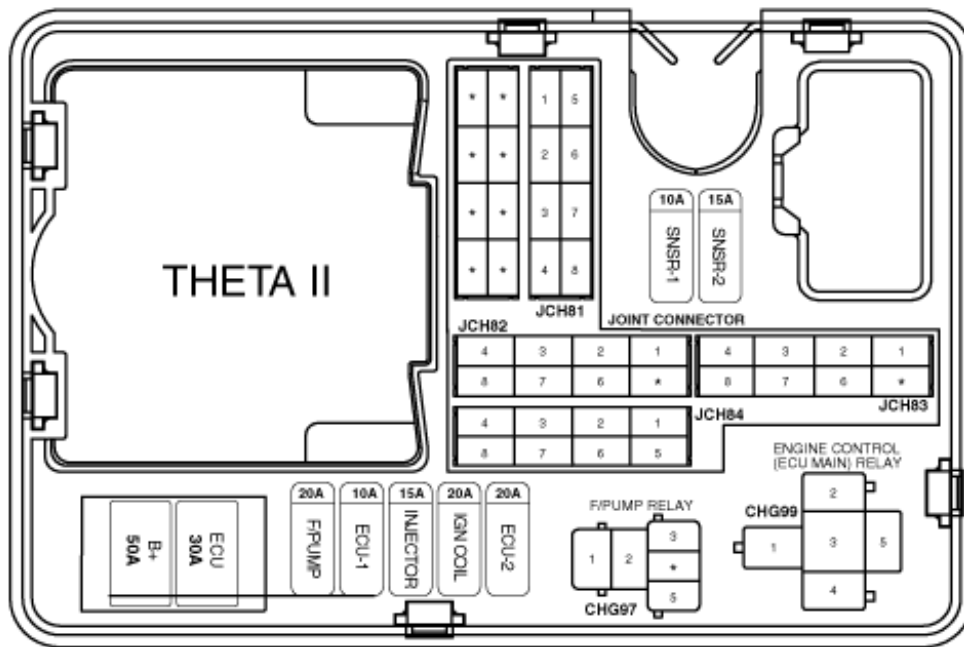 * * 1 5
* * 2 6
* * 3 7
* * 4 8
10A 15A
SNSR-1 SNSR-2
THETA II
JCH81
JCH82
JOINT CONNECTOR
4 3 2 1 4 3 2 1
8 7 6 * 8 7 6 *
JCH84
JCH83
4 3 2 1
8 7 6 5
ENGINE CONTROL
(ECU MAIN) RELAY
20A 10A 15A 20A 20A
F/PUMP ECU-1 INJECTOR IGN COIL ECU-2
B+
50A
ECU
30A
F/PUMP RELAY
1 2 3 * 5
CHG97
CHG99
2
1 3 5
4